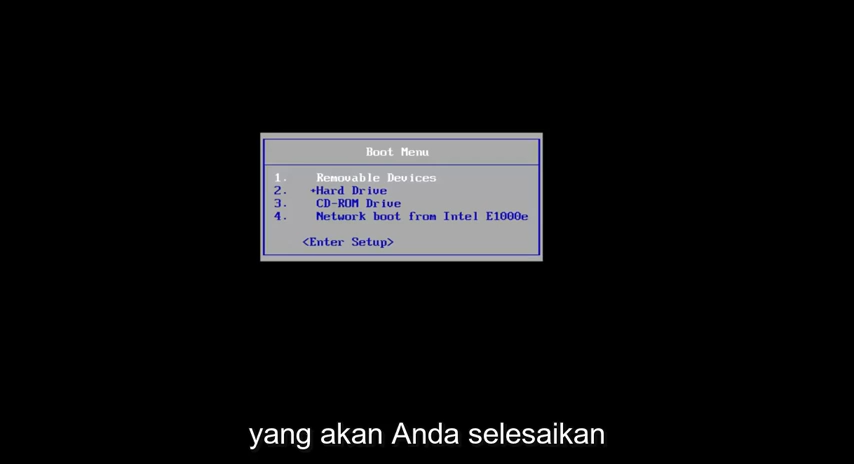 Boot Menu
1. Removable Devices
2. +Hard Drive
3. CD-ROM Drive
4. Network boot from Intel E1000e
<Enter Setup>
yang akan Anda selesaikan